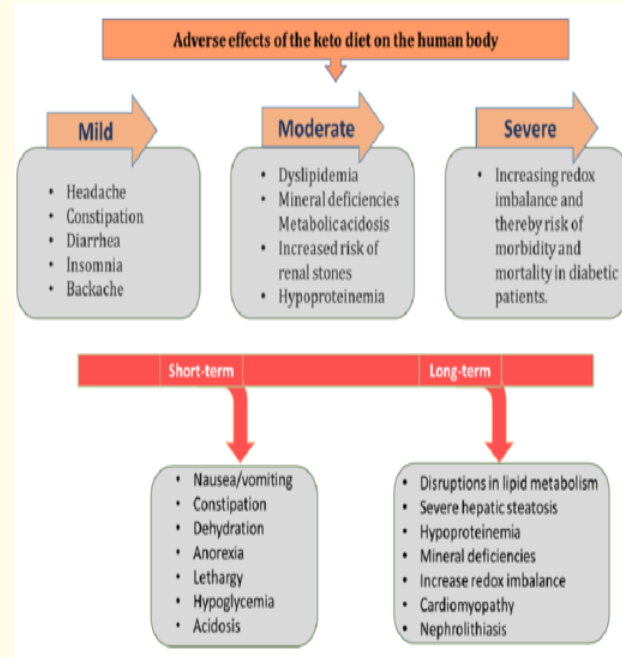 Adverse effects of the keto diet on the human body
Mild
• Headache
• Constipation
• Diarrhea
• Insomnia
• Backache
Moderate
• Dyslipidemia
• Mineral deficiencies
Metabolic acidosis
• Increased risk of
renal stones
• Hypoproteinemia
Severe
• Increasing redox
imbalance and
thereby risk of
morbidity and
mortality in diabetic
patients.
Short-term
• Nausea/vomiting
• Constipation
• Dehydration
• Anorexia
• Lethargy
• Hypoglycemia
• Acidosis
Long-term
• Disruptions in lipid metabolism
• Severe hepatic steatosis
• Hypoproteinemia
• Mineral deficiencies
• Increase redox imbalance
• Cardiomyopathy
• Nephrolithiasis